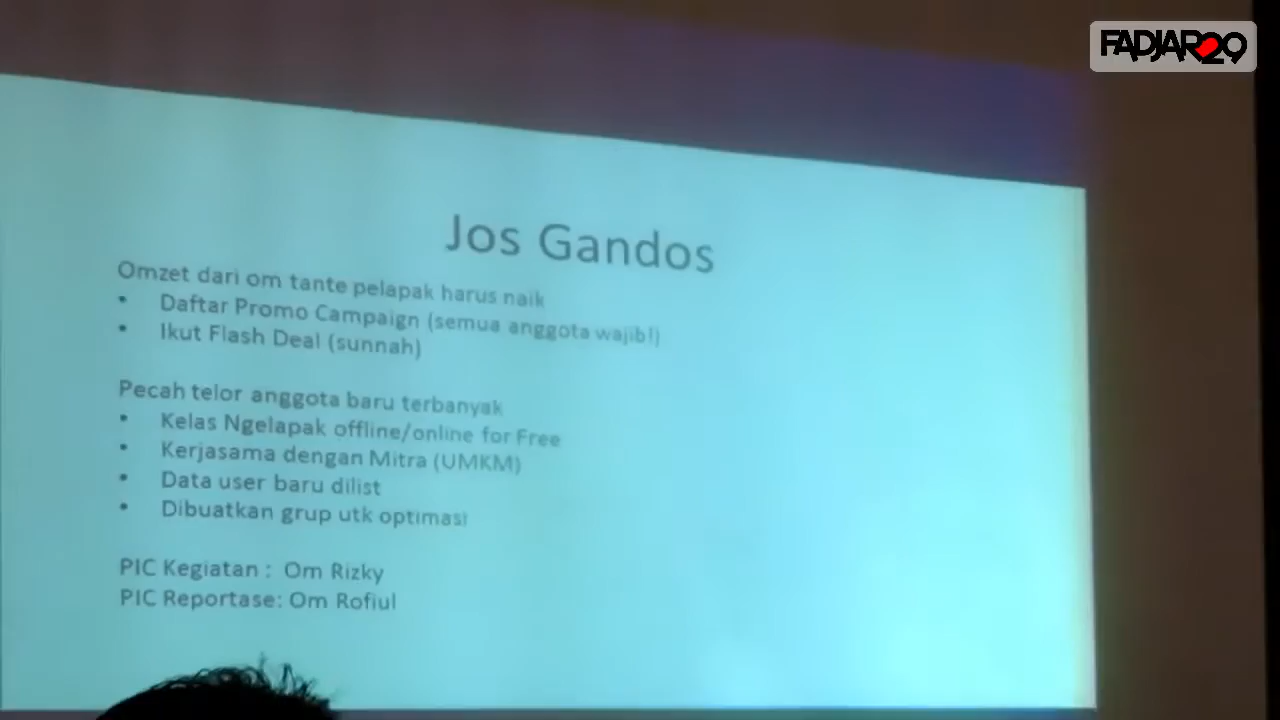 FADJAR29
Jos Gandos
Omzet dari om tante pelapak harus naik
• Daftar Promo Campaign (semua anggota wajib!)
• Ikut Flash Deal (sunnah)
Pecah telor anggota baru terbanyak
• Kelas Ngelapak offline/online for Free
• Kerjasama dengan Mitra (UMKM)
• Data user baru dilist
• Dibuatkan grup utk optimasi
PIC Kegiatan : Om Rizky
PIC Reportase: Om Rofiul